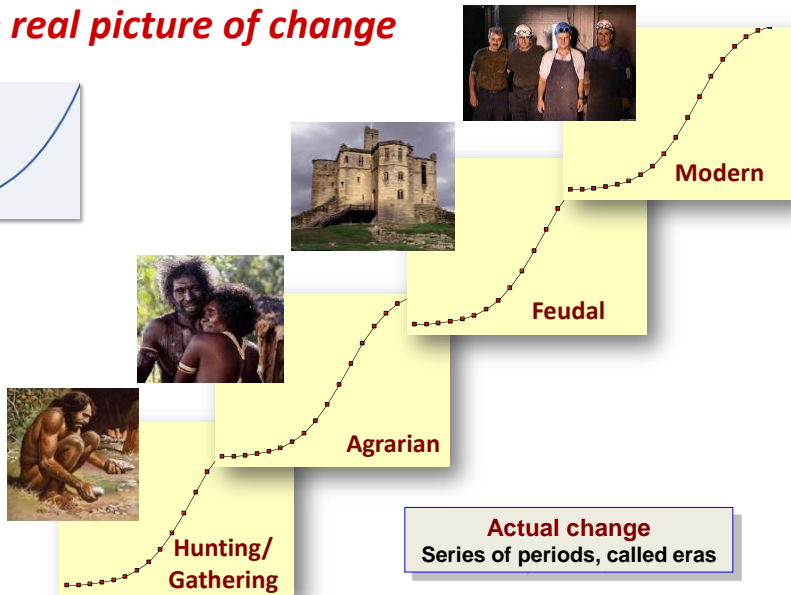 real picture of change
Modern
Feudal
Agrarian
Hunting/
Gathering
Actual change
Series of periods, called eras